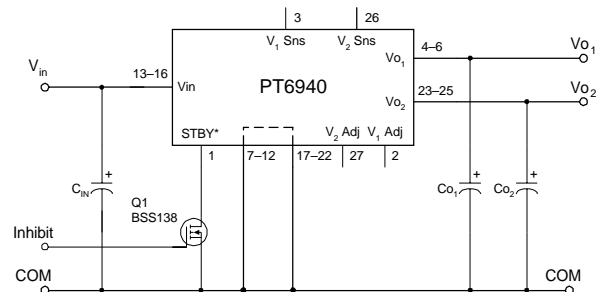 3
26
V1 Sns
V2 Sns
4–6
Vo1
Vin
13–16
Vin
Vo1
PT6940
23–25
Vo2
Vo2
STBY*
V2 Adj
V1 Adj
1
7–12
17–22
27
2
+
CIN
+
Co1
+
Co2
Q1
BSS138
Inhibit
COM
COM